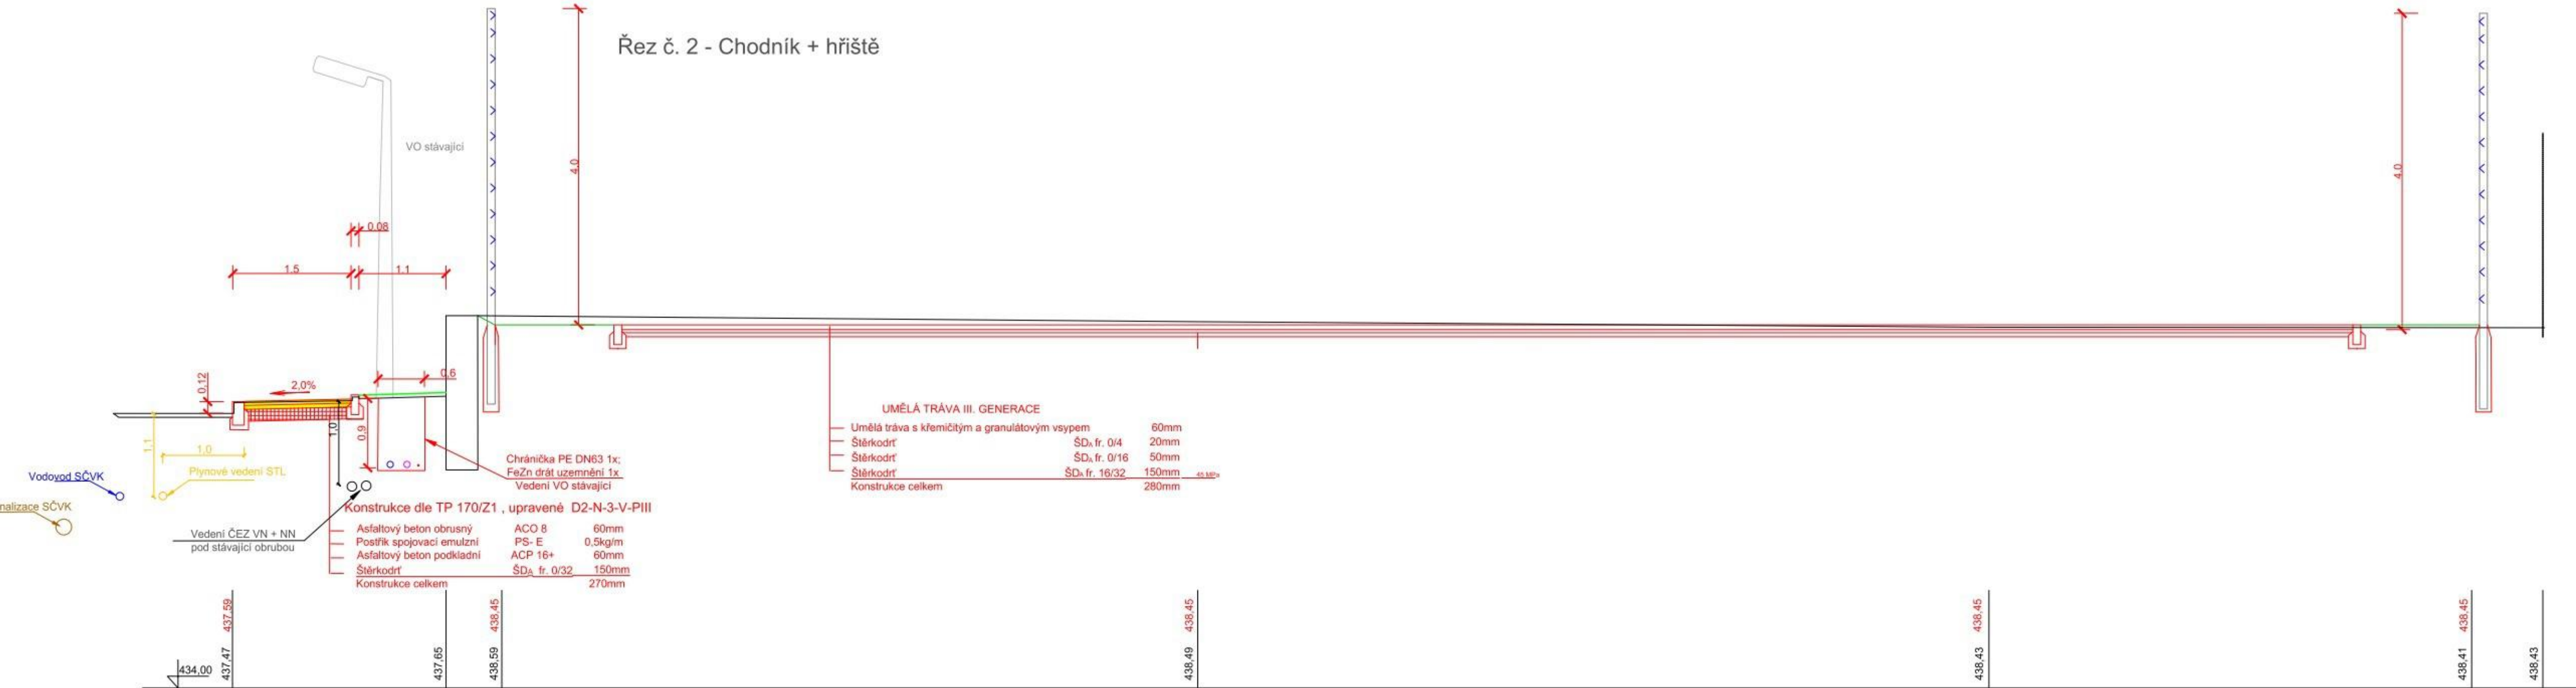 Řez č. 2 - Chodník + hřiště
4.0
4.0
VO stávající
0.08
1.5
1.1
0,12
2,0%
0,6
1,0
0,9
1,1
1,0
Plynové vedení STL
Vodovod SČVK
nalizace SČVK
Vedení ČEZ VN + NN
pod stávající obrubou
Chránička PE DN63 1x;
FeZn drát uzemnění 1x
Vedení VO stávající
Konstrukce dle TP 170/Z1 , upravené D2-N-3-V-PIII
Asfaltový beton obrusný ACO 8 60mm
Postřik spojovací emulzní PS- E 0,5kg/m
Asfaltový beton podkladní ACP 16+ 60mm
Štěrkodrť ŠDA fr. 0/32 150mm
Konstrukce celkem 270mm
UMĚLÁ TRÁVA III. GENERACE
Umělá tráva s křemičitým a granulátovým vsypem 60mm
Štěrkodrť ŠDA fr. 0/4 20mm
Štěrkodrť ŠDA fr. 0/16 50mm
Štěrkodrť ŠDA fr. 16/32 150mm 45 MPa
Konstrukce celkem 280mm
437,59
438,45
438,45
438,45
438,45
434,00
437,47
437,65
438,59
438,49
438,43
438,41
438,43